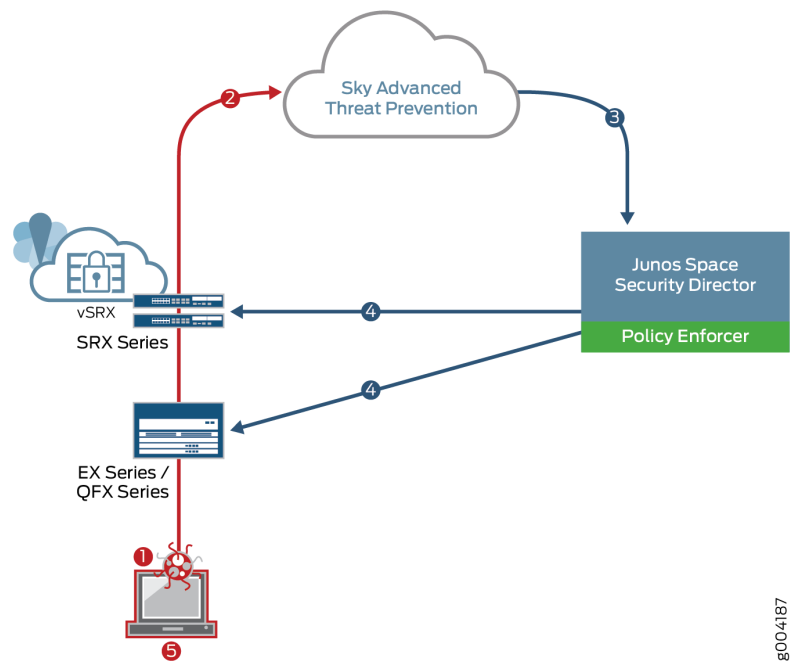 Sky Advanced
Threat Prevention
2
3
Junos Space
Security Director
Policy Enforcer
vSRX
SRX Series
4
4
EX Series /
QFX Series
1
5
g004187